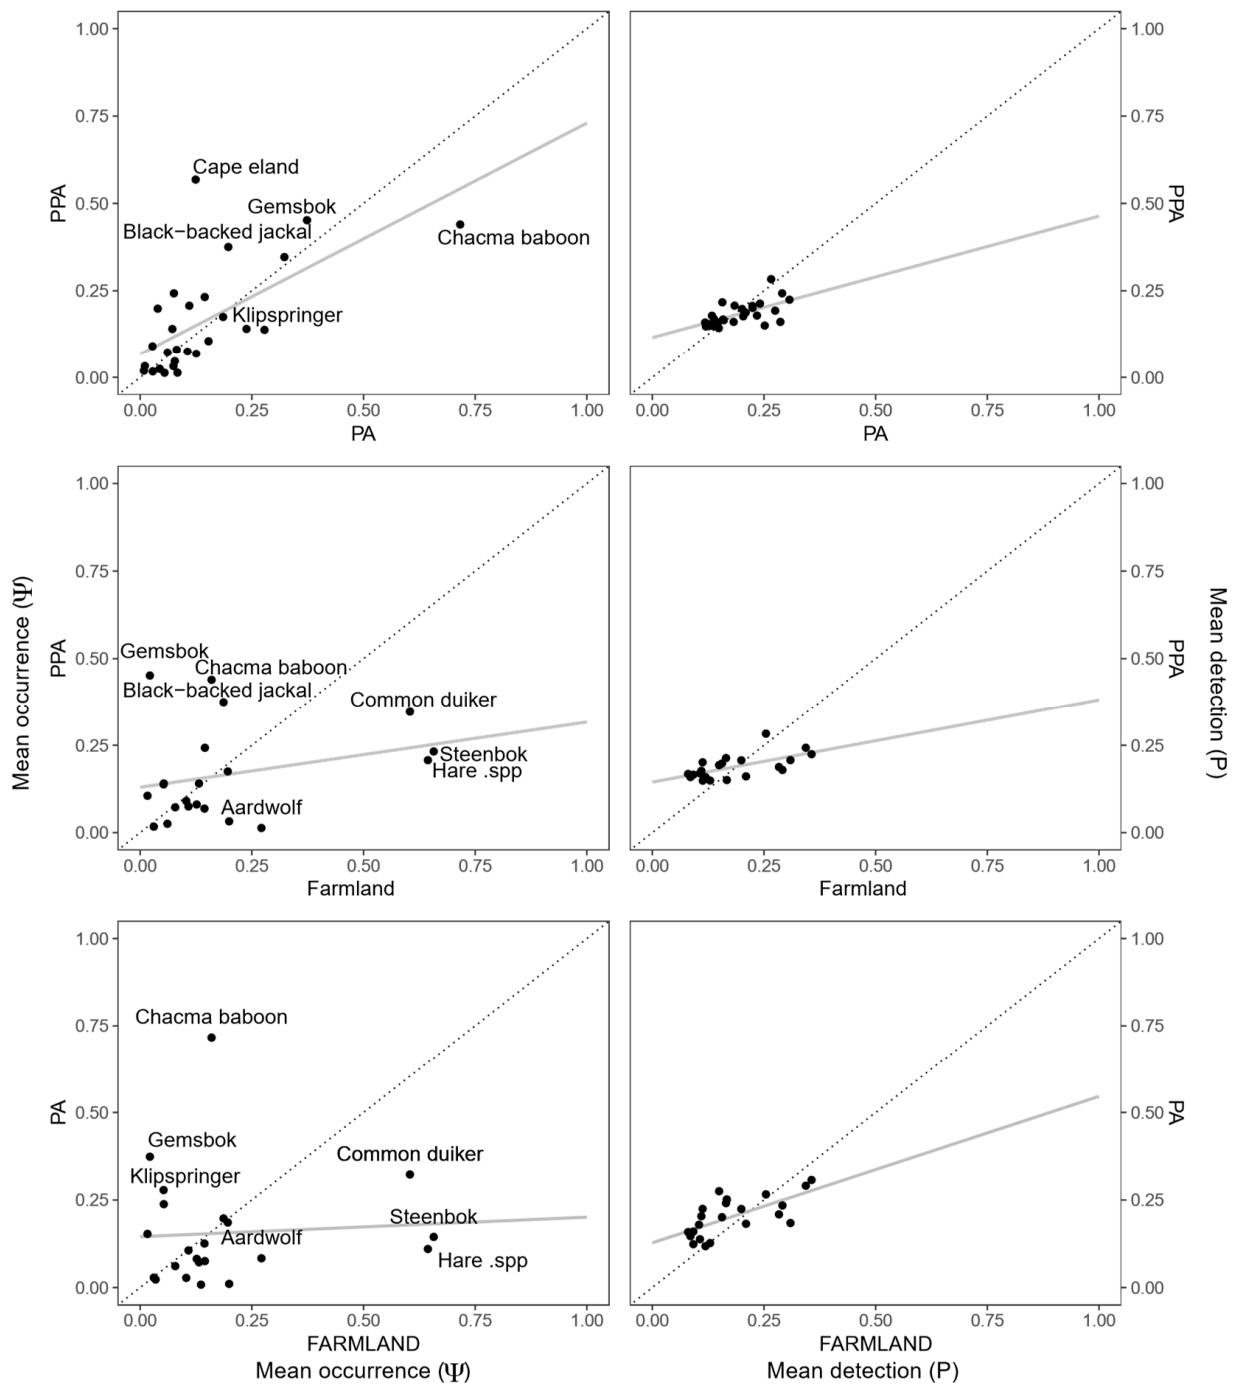 1.00
0.75
0.50
0.25
0.00
PPA
Cape eland
Gemsbok
Black−backed jackal
Chacma baboon
Klipspringer
0.00 0.25 0.50 0.75 1.00
PA
1.00
0.75
0.50
0.25
0.00
PPA
0.00 0.25 0.50 0.75 1.00
PA
Mean occurrence (Ψ)
1.00
0.75
0.50
0.25
0.00
PPA
Gemsbok
Chacma baboon
Black−backed jackal
Common duiker
Steenbok
Hare .spp
Aardwolf
0.00 0.25 0.50 0.75 1.00
Farmland
1.00
0.75
0.50
0.25
0.00
PPA
Mean detection (P)
0.00 0.25 0.50 0.75 1.00
Farmland
1.00
0.75
0.50
0.25
0.00
PA
Chacma baboon
Gemsbok
Klipspringer
Common duiker
Steenbok
Aardwolf
Hare .spp
0.00 0.25 0.50 0.75 1.00
FARMLAND
Mean occurrence (Ψ)
1.00
0.75
0.50
0.25
0.00
PA
0.00 0.25 0.50 0.75 1.00
FARMLAND
Mean detection (P)